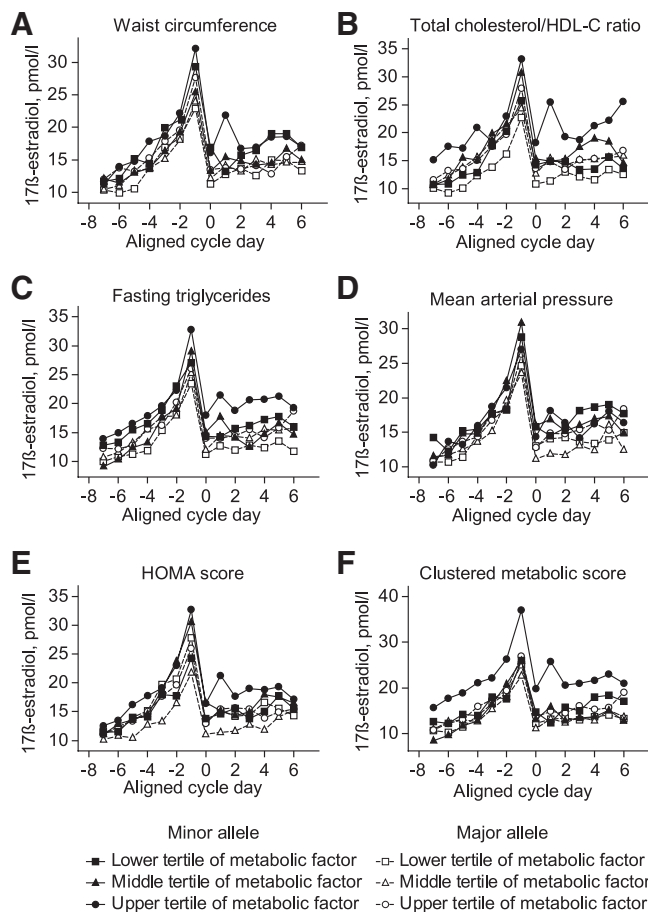 A
Waist circumference
17ß-estradiol, pmol/l
30
25
20
15
10
-8 -6 -4 -2 0 2 4 6
Aligned cycle day
B
Total cholesterol/HDL-C ratio
17ß-estradiol, pmol/l
35
30
25
20
15
10
-8 -6 -4 -2 0 2 4 6
Aligned cycle day
C
Fasting triglycerides
17ß-estradiol, pmol/l
35
30
25
20
15
10
-8 -6 -4 -2 0 2 4 6
Aligned cycle day
D
Mean arterial pressure
17ß-estradiol, pmol/l
30
25
20
15
10
-8 -6 -4 -2 0 2 4 6
Aligned cycle day
E
HOMA score
17ß-estradiol, pmol/l
35
30
25
20
15
10
-8 -6 -4 -2 0 2 4 6
Aligned cycle day
F
Clustered metabolic score
17ß-estradiol, pmol/l
40
30
20
10
-8 -6 -4 -2 0 2 4 6
Aligned cycle day
Minor allele
Lower tertile of metabolic factor
Middle tertile of metabolic factor
Upper tertile of metabolic factor
Major allele
Lower tertile of metabolic factor
Middle tertile of metabolic factor
Upper tertile of metabolic factor